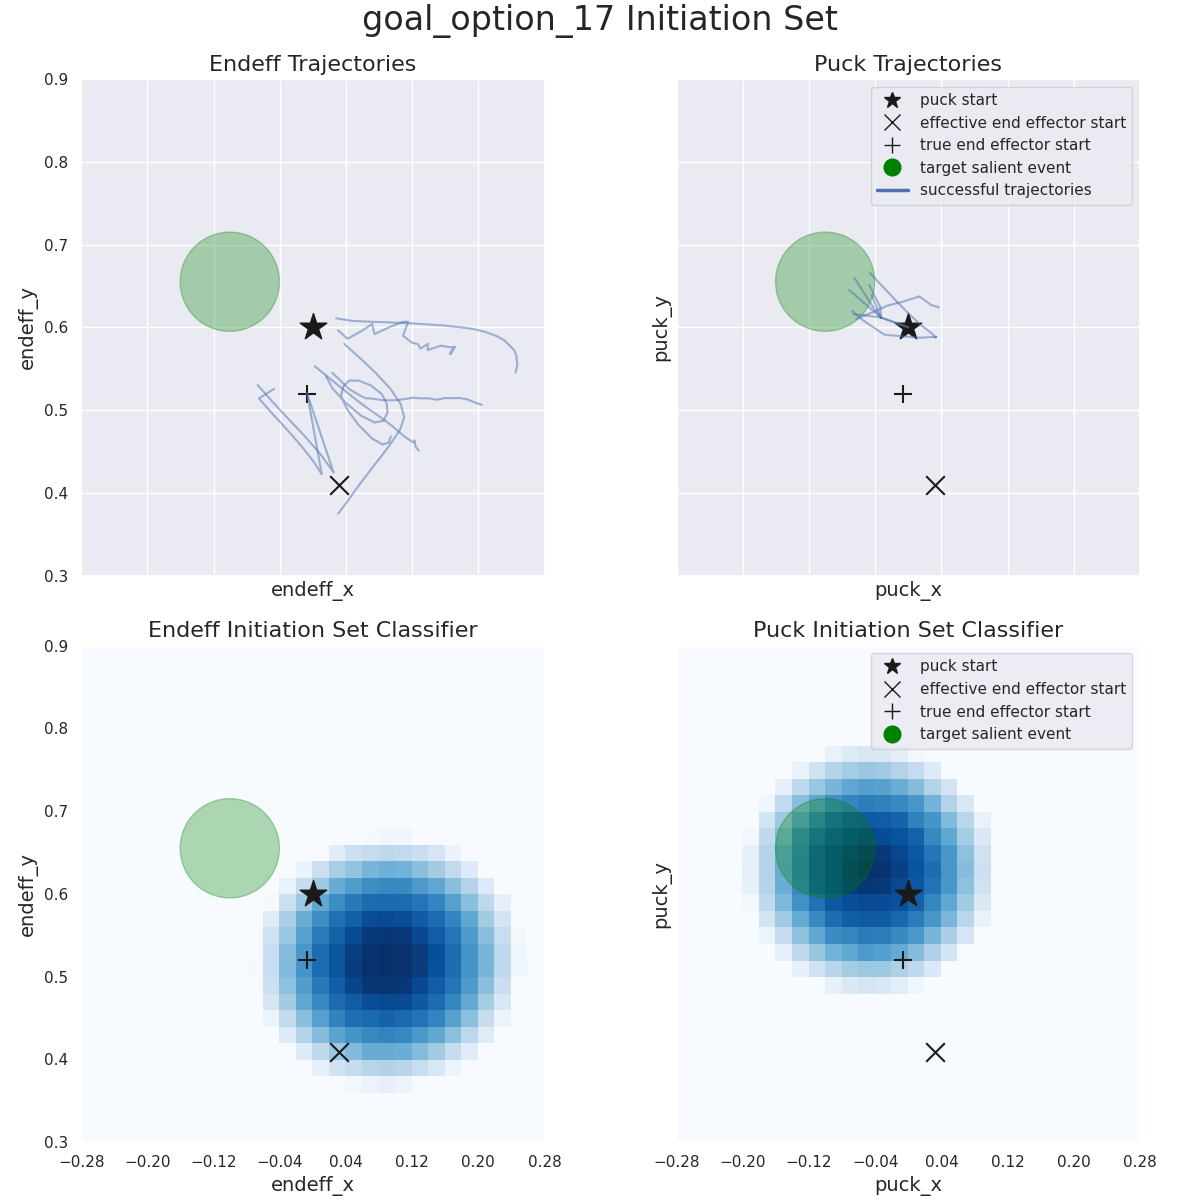 goal_option_17 Initiation Set
Endeff Trajectories
0.9
0.8
0.7
0.6
0.5
0.4
0.3
endeff_y
endeff_x
Puck Trajectories
puck start
effective end effector start
true end effector start
target salient event
successful trajectories
puck_y
puck_x
Endeff Initiation Set Classifier
0.9
0.8
0.7
0.6
0.5
0.4
0.3
endeff_y
−0.28 −0.20 −0.12 −0.04 0.04 0.12 0.20 0.28
endeff_x
Puck Initiation Set Classifier
puck start
effective end effector start
true end effector start
target salient event
puck_y
−0.28 −0.20 −0.12 −0.04 0.04 0.12 0.20 0.28
puck_x